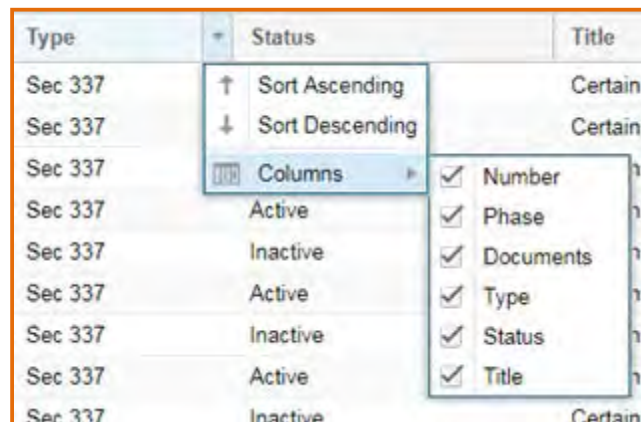 Type Status Title
Sec 337 Sort Ascending Certain
Sec 337 Sort Descending Certain
Sec 337 Columns Number
Sec 337 Active Phase
Sec 337 Inactive Documents
Sec 337 Active Type
Sec 337 Inactive Status
Sec 337 Active Title
Sec 337 Inactive Certain